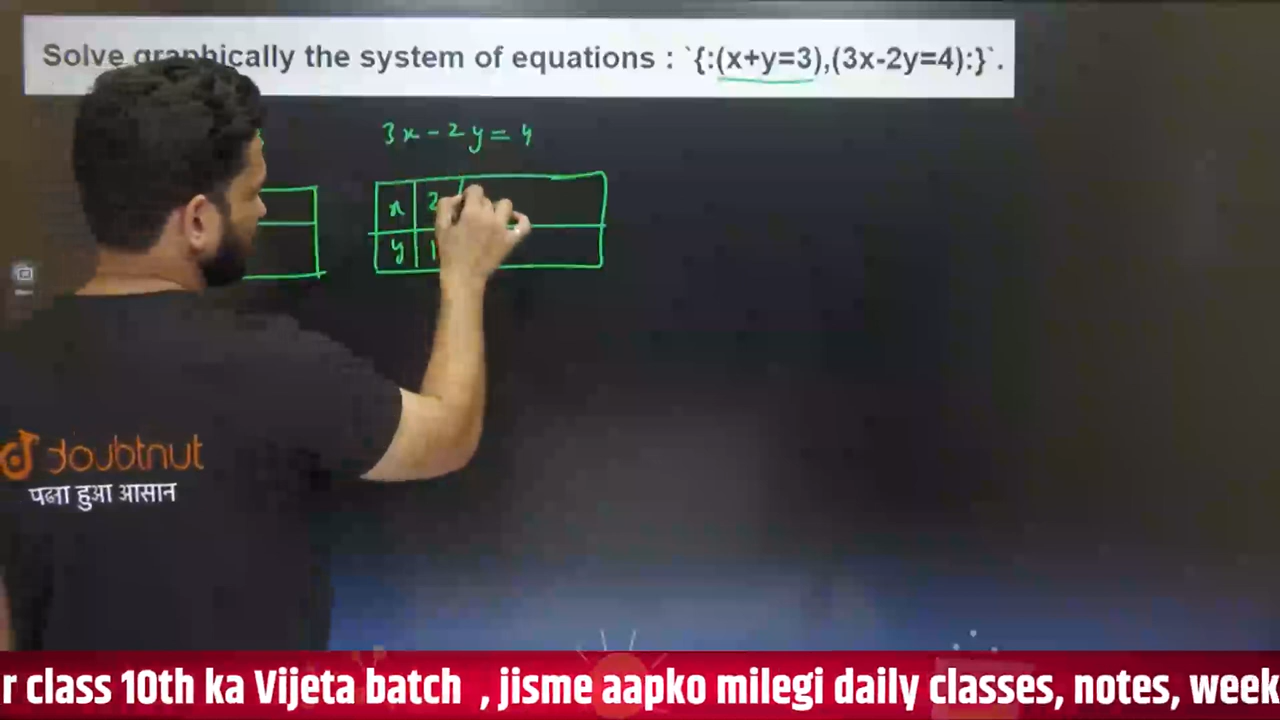 Solve graphically the system of equations : `{:(x+y=3),(3x-2y=4):}`.
3x - 2y = 4
x 2
y 1
doubtnut
पढ़ना हुआ आसान
r class 10th ka Vijeta batch , jisme aapko milegi daily classes, notes, week